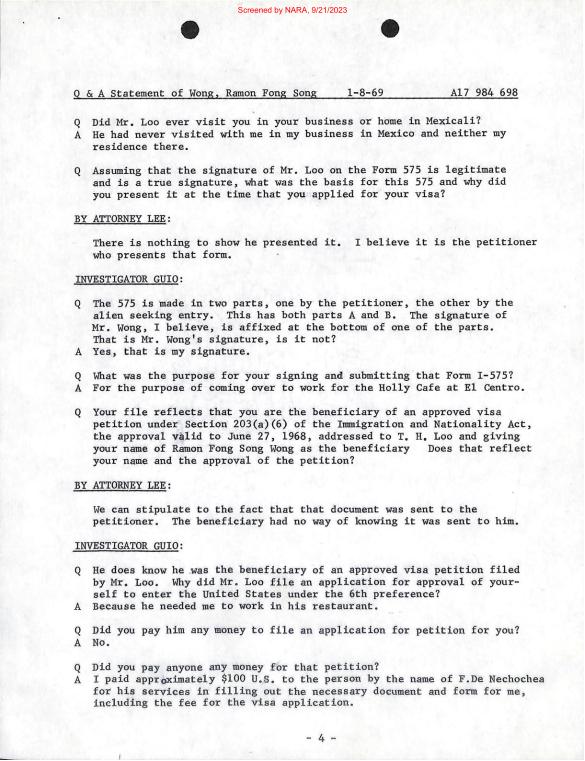 Screened by NARA, 9/21/2023
Q & A Statement of Wong, Ramon Fong Song 1-8-69 A17 984 698
Q Did Mr. Loo ever visit you in your business or home in Mexicali?
A He had never visited with me in my business in Mexico and neither my
residence there.
Q Assuming that the signature of Mr. Loo on the Form 575 is legitimate
and is a true signature, what was the basis for this 575 and why did
you present it at the time that you applied for your visa?
BY ATTORNEY LEE:
There is nothing to show he presented it. I believe it is the petitioner
who presents that form.
INVESTIGATOR GUIO:
Q The 575 is made in two parts, one by the petitioner, the other by the
alien seeking entry. This has both parts A and B. The signature of
Mr. Wong, I believe, is affixed at the bottom of one of the parts.
That is Mr. Wong's signature, is it not?
A Yes, that is my signature.
Q What was the purpose for your signing and submitting that Form I-575?
A For the purpose of coming over to work for the Holly Cafe at El Centro.
Q Your file reflects that you are the beneficiary of an approved visa
petition under Section 203(a)(6) of the Immigration and Nationality Act,
the approval valid to June 27, 1968, addressed to T. H. Loo and giving
your name of Ramon Fong Song Wong as the beneficiary Does that reflect
your name and the approval of the petition?
BY ATTORNEY LEE:
We can stipulate to the fact that that document was sent to the
petitioner. The beneficiary had no way of knowing it was sent to him.
INVESTIGATOR GUIO:
Q He does know he was the beneficiary of an approved visa petition filed
by Mr. Loo. Why did Mr. Loo file an application for approval of your-
self to enter the United States under the 6th preference?
A Because he needed me to work in his restaurant.
Q Did you pay him any money to file an application for petition for you?
A No.
Q Did you pay anyone any money for that petition?
A I paid approximately $100 U.S. to the person by the name of F.De Nechochea
for his services in filling out the necessary document and form for me,
including the fee for the visa application.
- 4 -